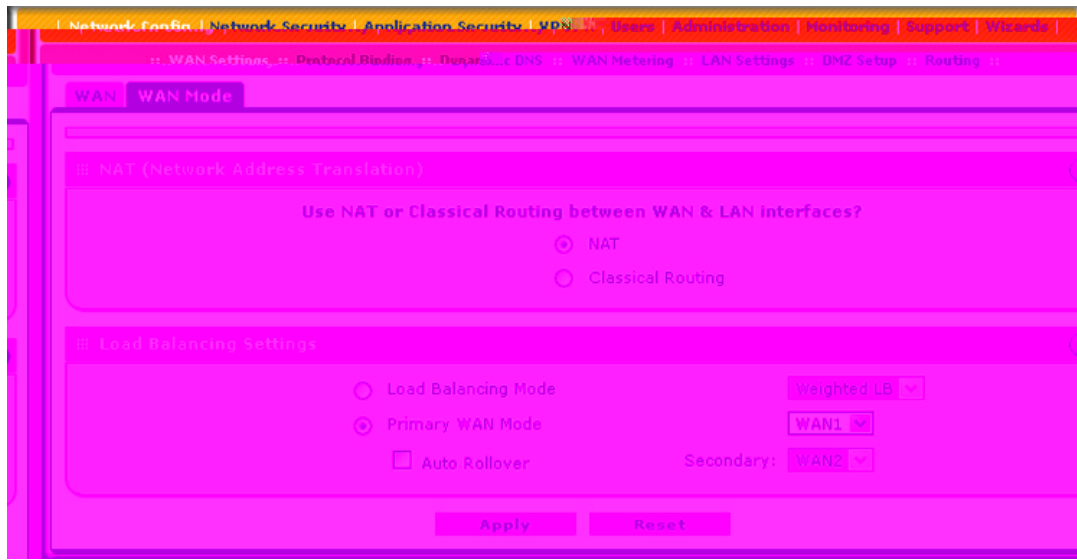 | Network Config | Network Security | Application Security | VPN | Users | Administration | Monitoring | Support | Wizards |
:: WAN Settings :: Protocol Binding :: Dynamic DNS :: WAN Metering :: LAN Settings :: DMZ Setup :: Routing ::
WAN WAN Mode
NAT (Network Address Translation)
Use NAT or Classical Routing between WAN & LAN interfaces?
NAT
Classical Routing
Load Balancing Settings
Load Balancing Mode Weighted LB
Primary WAN Mode WAN1
Auto Rollover Secondary: WAN2
Apply Reset